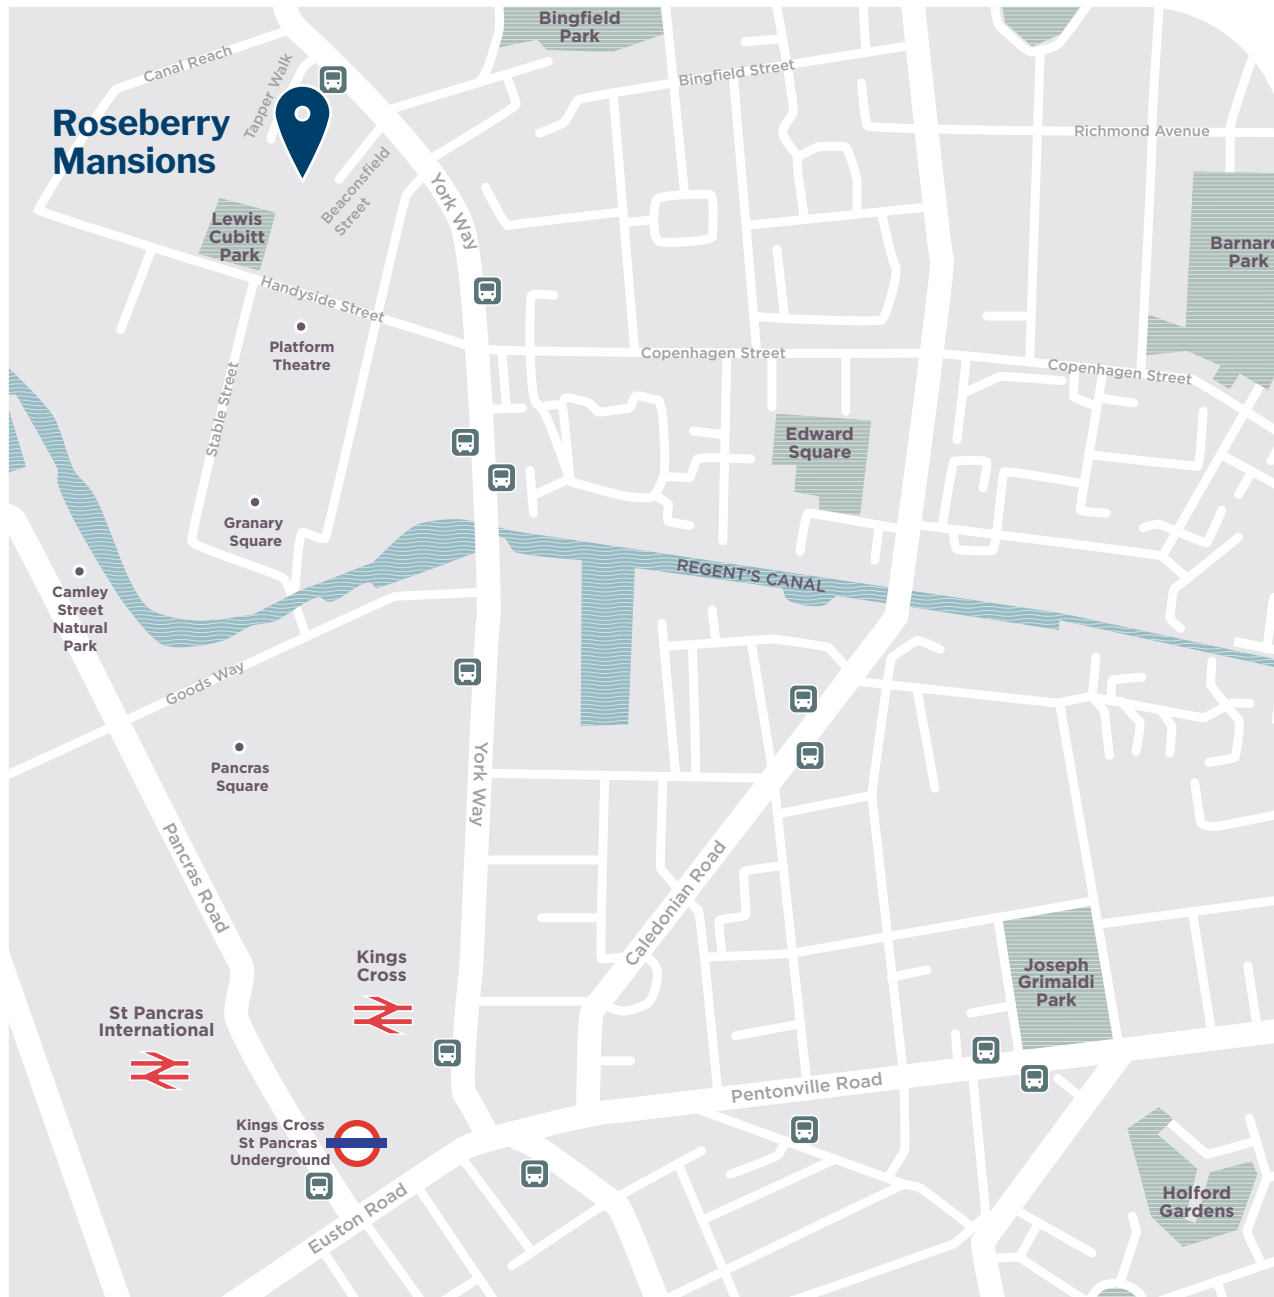 Bingfield
Park
Canal Reach
Tapper Walk
Bingfield Street
Roseberry
Mansions
Richmond Avenue
Beaconsfield
Street
York Way
Lewis
Cubitt
Park
Barnard
Park
Handyside Street
Platform
Theatre
Copenhagen Street
Copenhagen Street
Stable Street
Edward
Square
Granary
Square
REGENT'S CANAL
Camley
Street
Natural
Park
Goods Way
Pancras
Square
York Way
Pancras Road
Caledonian Road
Kings
Cross
Joseph
Grimaldi
Park
St Pancras
International
Pentonville Road
Kings Cross
St Pancras
Underground
Euston Road
Holford
Gardens